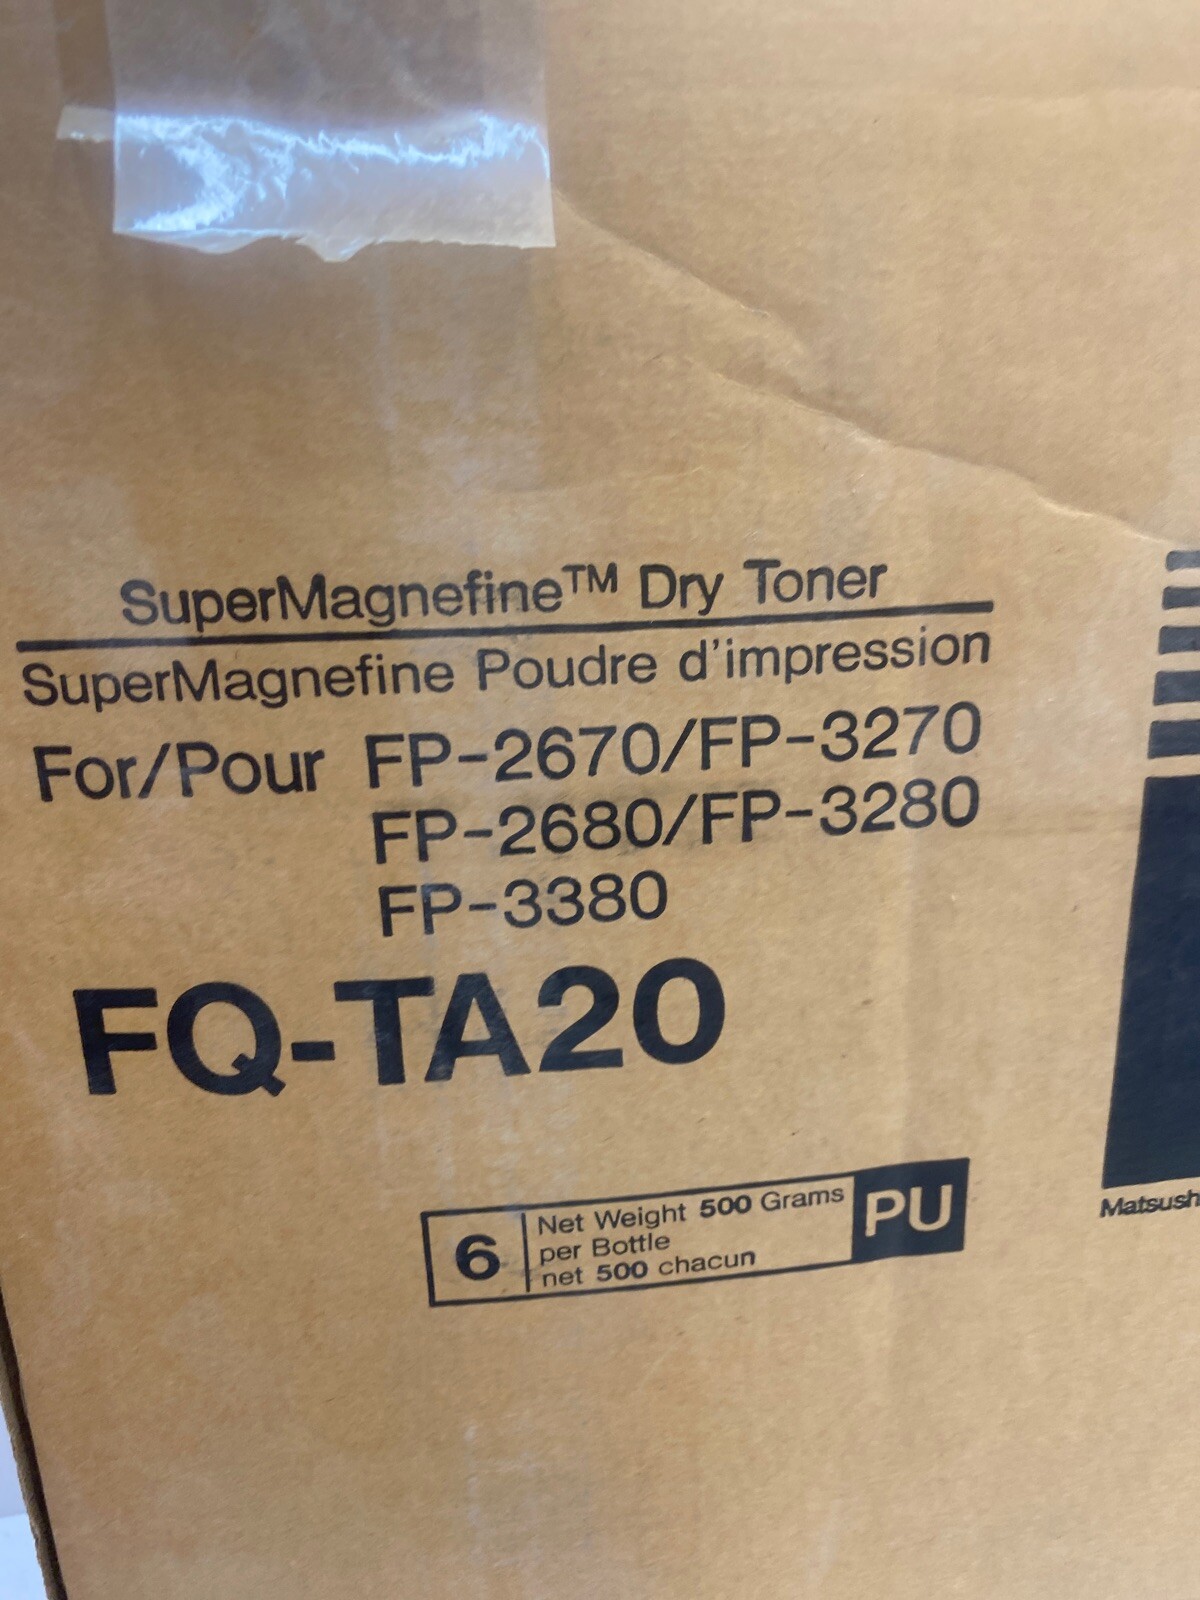 SuperMagnefine™ Dry Toner
SuperMagnefine Poudre d'impression
For/Pour FP-2670/FP-3270
FP-2680/FP-3280
FP-3380
FQ-TA20
6
Net Weight 500 Grams
per Bottle
net 500 chacun
PU
Matsush